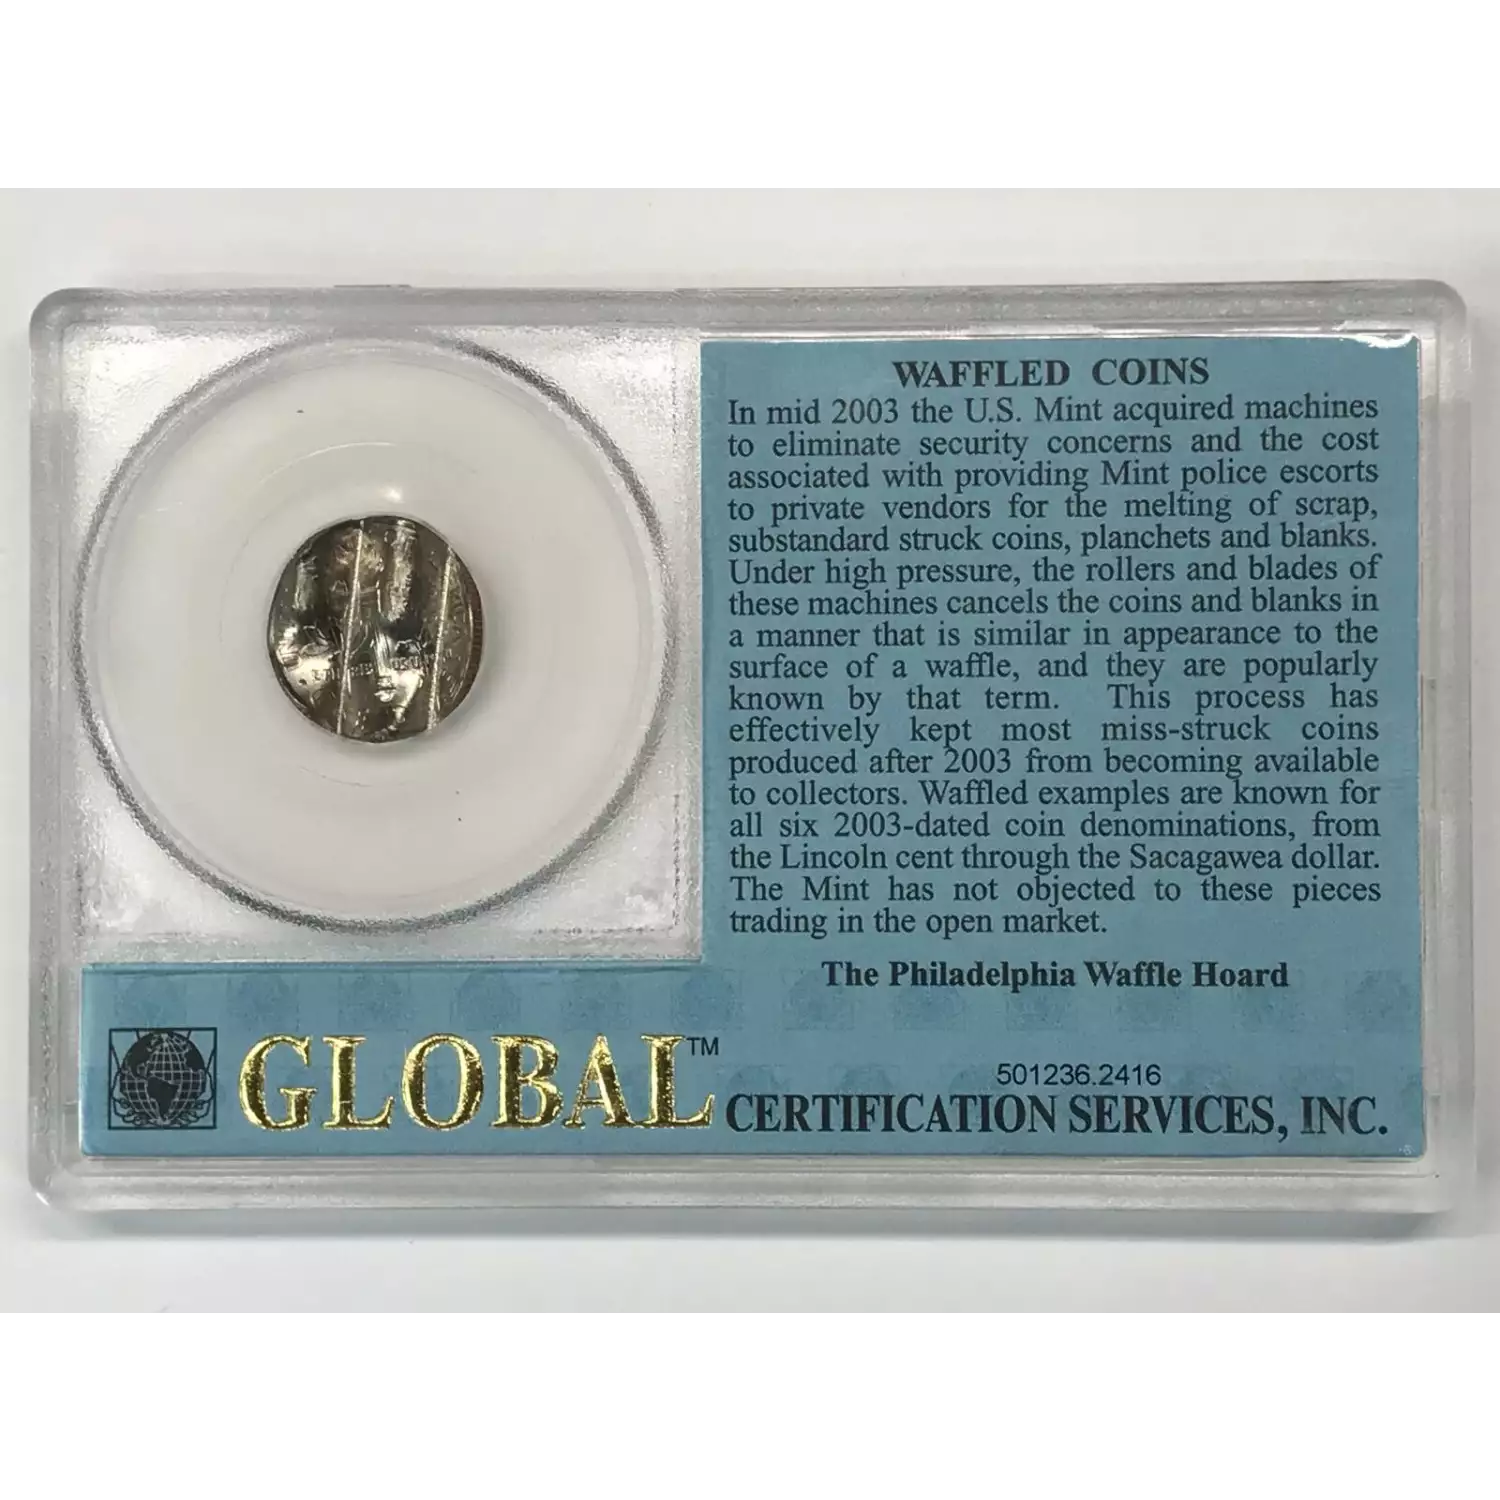 WAFFLED COINS
In mid 2003 the U.S. Mint acquired machines
to eliminate security concerns and the cost
associated with providing Mint police escorts
to private vendors for the melting of scrap,
substandard struck coins, planchets and blanks.
Under high pressure, the rollers and blades of
these machines cancels the coins and blanks in
a manner that is similar in appearance to the
surface of a waffle, and they are popularly
known by that term. This process has
effectively kept most miss-struck coins
produced after 2003 from becoming available
to collectors. Waffled examples are known for
all six 2003-dated coin denominations, from
the Lincoln cent through the Sacagawea dollar.
The Mint has not objected to these pieces
trading in the open market.
The Philadelphia Waffle Hoard
501236.2416
GLOBAL™
CERTIFICATION SERVICES, INC.